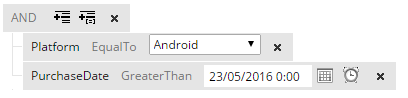 AND
Platform EqualTo Android
PurchaseDate GreaterThan 23/05/2016 0:00